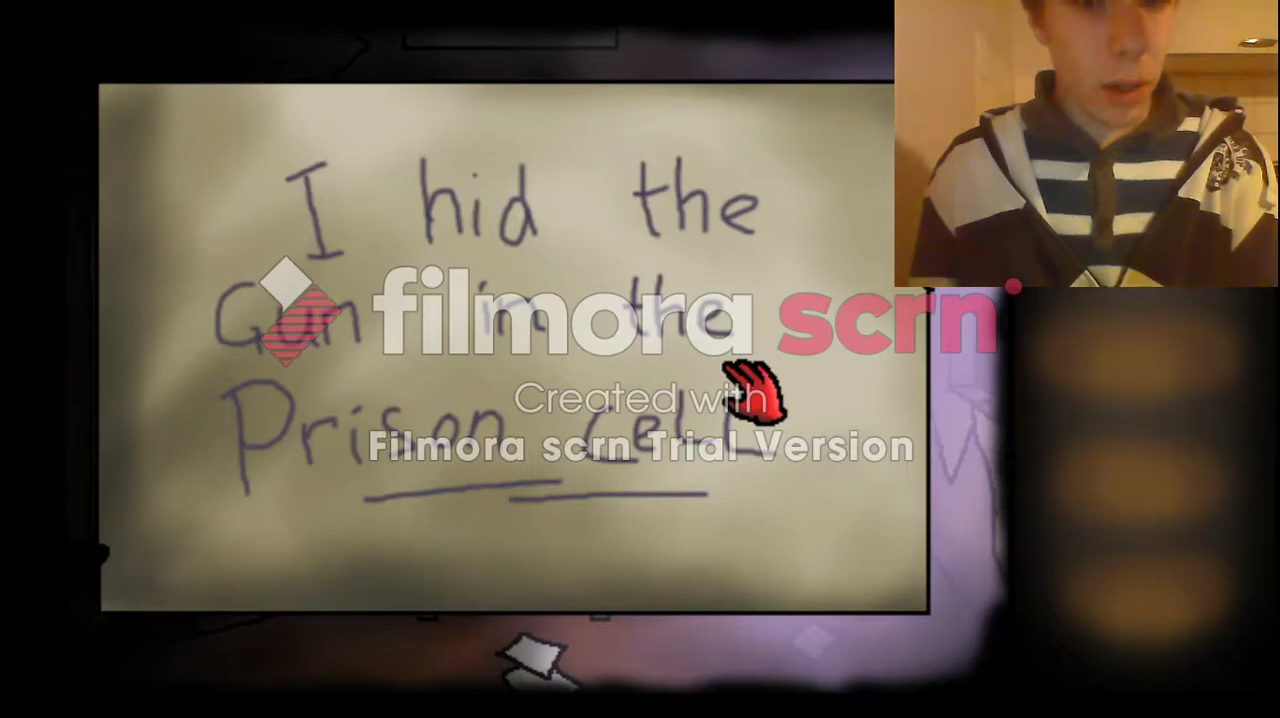 I hid the
Gun in the
Prison cell
filmora scrn
Created with
Filmora scrn Trial Version